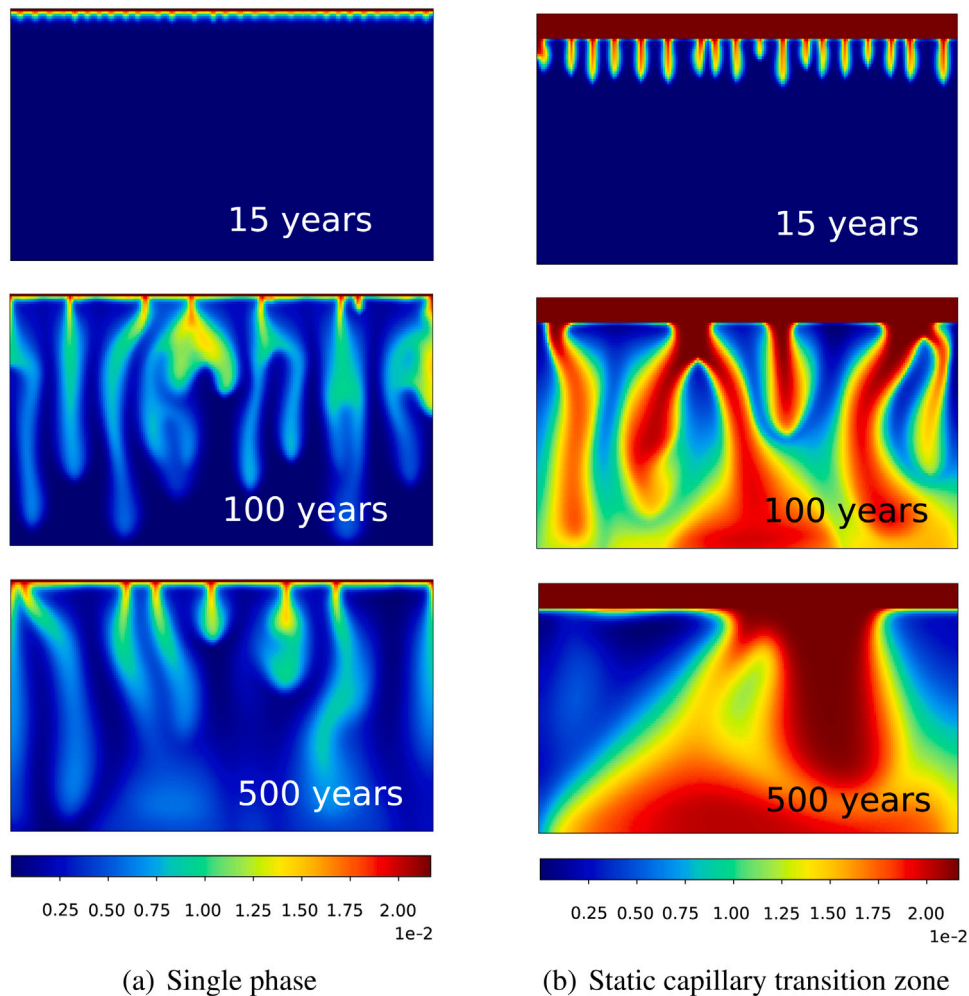 15 years
15 years
100 years
100 years
500 years
500 years
0.25 0.50 0.75 1.00 1.25 1.50 1.75 2.00
1e-2
0.25 0.50 0.75 1.00 1.25 1.50 1.75 2.00
1e-2
(a) Single phase
(b) Static capillary transition zone